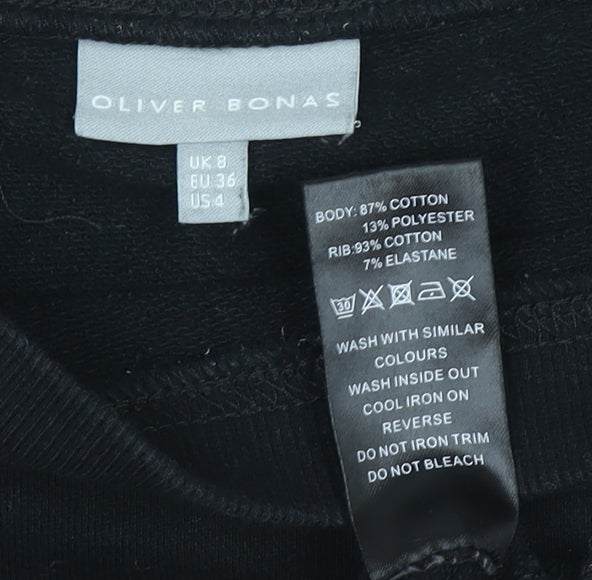 OLIVER BONAS
UK 8
EU 36
US 4
BODY: 87% COTTON
13% POLYESTER
RIB:93% COTTON
7% ELASTANE
30
WASH WITH SIMILAR
COLOURS
WASH INSIDE OUT
COOL IRON ON
REVERSE
DO NOT IRON TRIM
DO NOT BLEACH